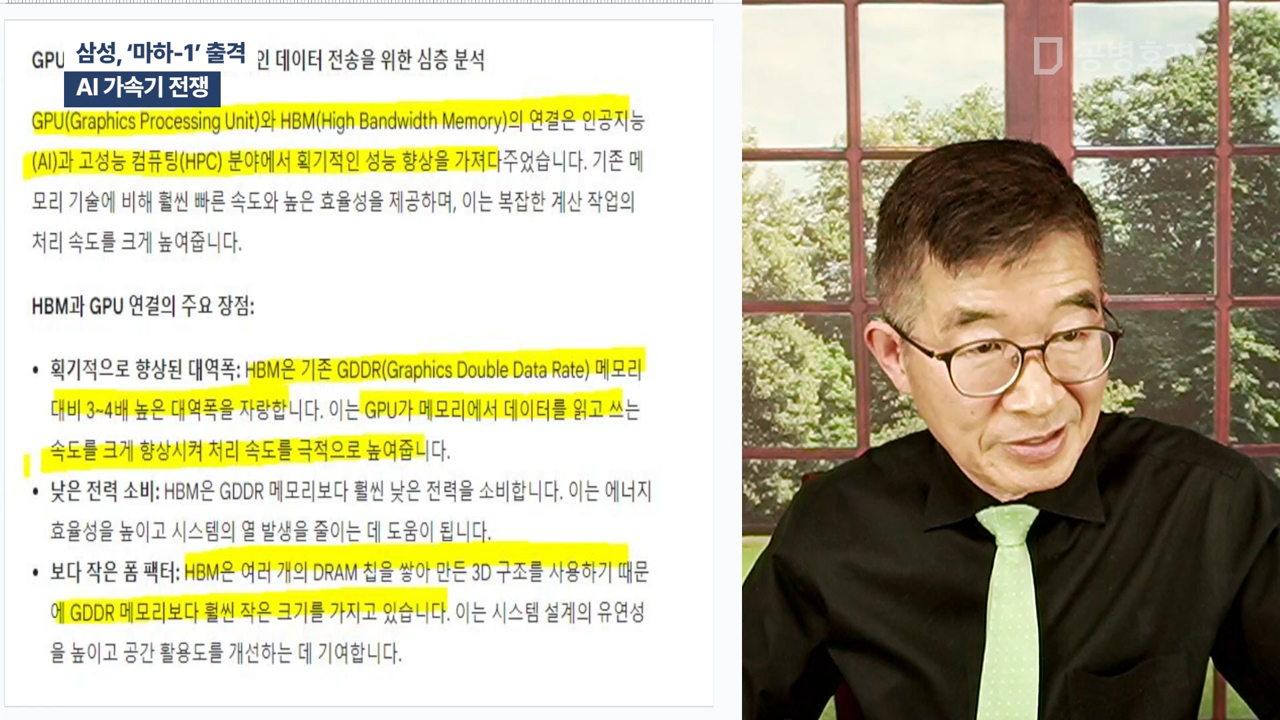 삼성, ‘마하-1’ 출격
AI 가속기 전쟁
GPU
인 데이터 전송을 위한 심층 분석
GPU(Graphics Processing Unit)와 HBM(High Bandwidth Memory)의 연결은 인공지능
(AI)과 고성능 컴퓨팅(HPC) 분야에서 획기적인 성능 향상을 가져다주었습니다. 기존 메
모리 기술에 비해 훨씬 빠른 속도와 높은 효율성을 제공하며, 이는 복잡한 계산 작업의
처리 속도를 크게 높여줍니다.
HBM과 GPU 연결의 주요 장점:
• 획기적으로 향상된 대역폭: HBM은 기존 GDDR(Graphics Double Data Rate) 메모리
대비 3~4배 높은 대역폭을 자랑합니다. 이는 GPU가 메모리에서 데이터를 읽고 쓰는
속도를 크게 향상시켜 처리 속도를 극적으로 높여줍니다.
• 낮은 전력 소비: HBM은 GDDR 메모리보다 훨씬 낮은 전력을 소비합니다. 이는 에너지
효율성을 높이고 시스템의 열 발생을 줄이는 데 도움이 됩니다.
• 보다 작은 폼 팩터: HBM은 여러 개의 DRAM 칩을 쌓아 만든 3D 구조를 사용하기 때문
에 GDDR 메모리보다 훨씬 작은 크기를 가지고 있습니다. 이는 시스템 설계의 유연성
을 높이고 공간 활용도를 개선하는 데 기여합니다.
공병호